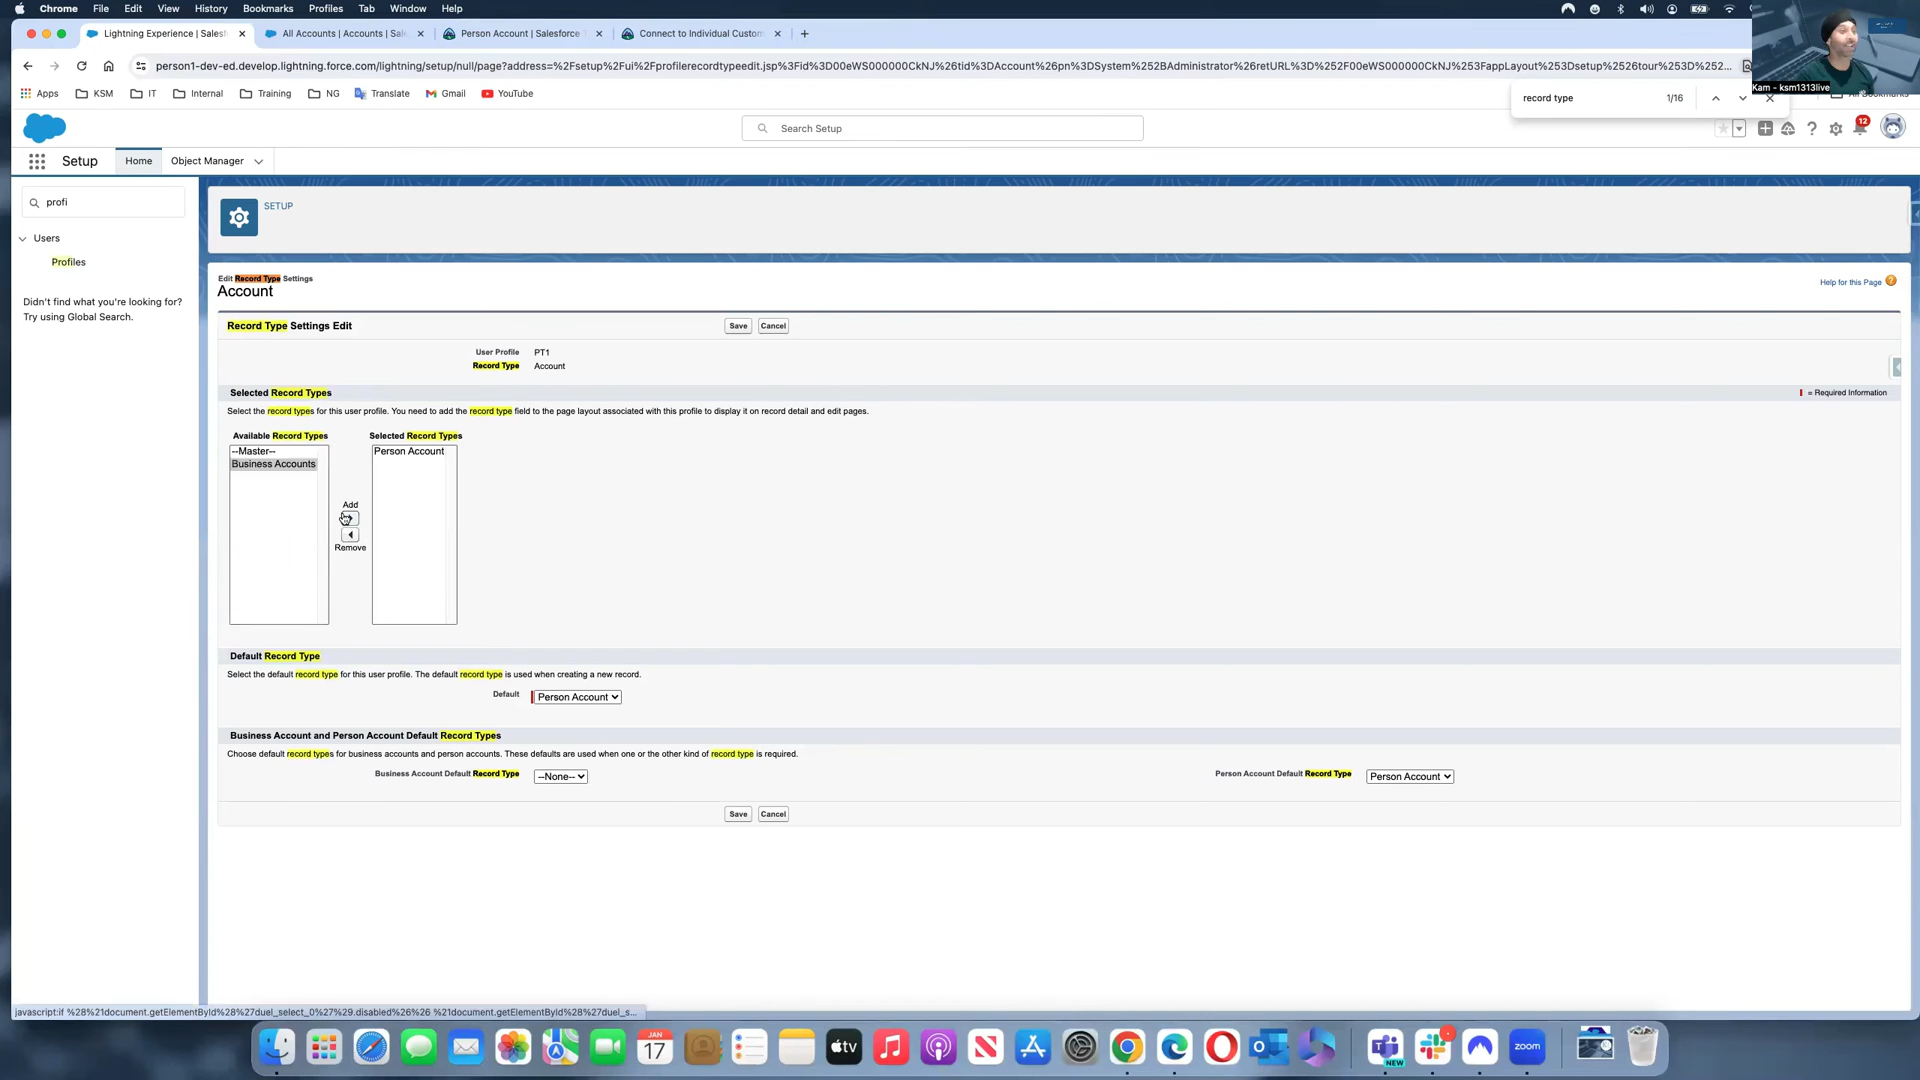 Chrome File Edit View History Bookmarks Profiles Tab Window Help
Lightning Experience | Salesf
All Accounts | Accounts | Sale
Person Account | Salesforce
Connect to Individual Custom
person1-dev-ed.develop.lightning.force.com/lightning/setup/null/page?address=%2Fsetup%2Fui%2Fprofilerecordtypeedit.jsp%3Fid%3D00eWS000000CkNJ%26tid%3DAccount%26pn%3DSystem%252BAdministrator%26retURL%3D%252F00eWS000000CkNJ%253FappLayout%253Dsetup%2526tour%253D%252...
Kam - ksm1313live
Apps KSM IT Internal Training NG Translate Gmail YouTube
record type 1/16
Search Setup
12
Setup Home Object Manager
profi
SETUP
Users
Profiles
Didn't find what you're looking for?
Try using Global Search.
Edit Record Type Settings
Account
Help for this Page
Record Type Settings Edit Save Cancel
User Profile PT1
Record Type Account
Selected Record Types = Required Information
Select the record types for this user profile. You need to add the record type field to the page layout associated with this profile to display it on record detail and edit pages.
Available Record Types Selected Record Types
--Master-- Person Account
Business Accounts
Add
Remove
Default Record Type
Select the default record type for this user profile. The default record type is used when creating a new record.
Default Person Account
Business Account and Person Account Default Record Types
Choose default record types for business accounts and person accounts. These defaults are used when one or the other kind of record type is required.
Business Account Default Record Type --None-- Person Account Default Record Type Person Account
Save Cancel
javascript:if %28%21document.getElementById%28%27duel_select_0%27%29.disabled%26%26 %21document.getElementById%28%27duel_s...
JAN
17
tv
NEW
zoom